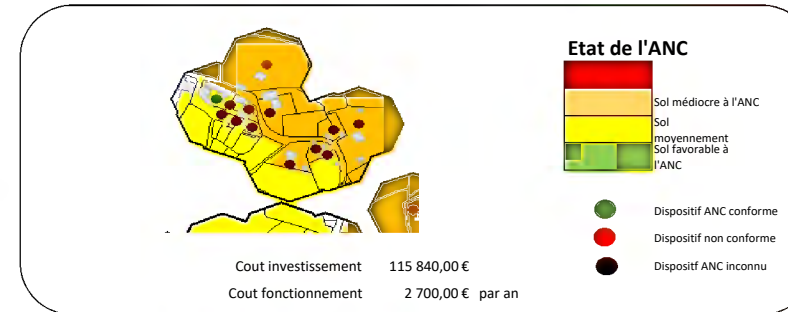 Etat de l'ANC
Sol médiocre à l'ANC
Sol
moyennement
Sol favorable à
l'ANC
Dispositif ANC conforme
Dispositif non conforme
Dispositf ANC inconnu
Cout investissement 115 840,00 €
Cout fonctionnement 2 700,00 € par an